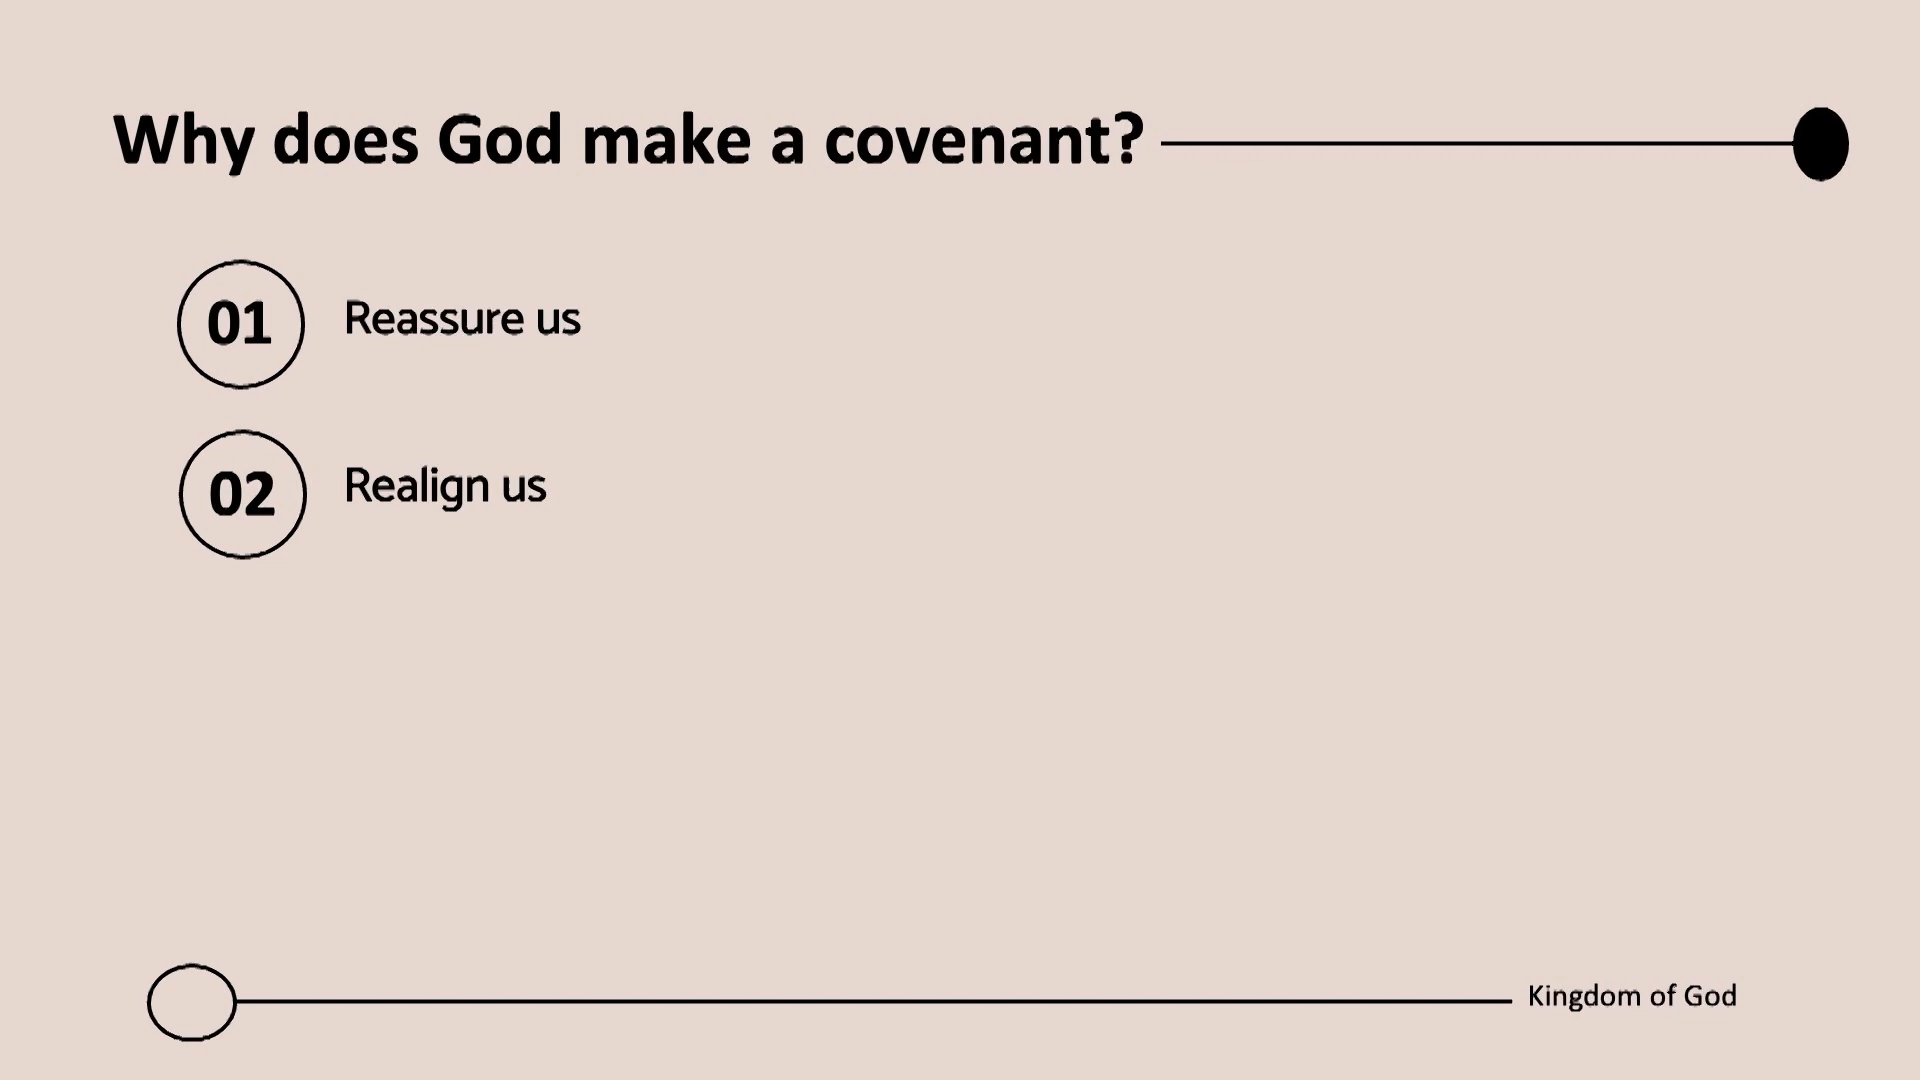 Why does God make a covenant?
01 Reassure us
02 Realign us
Kingdom of God